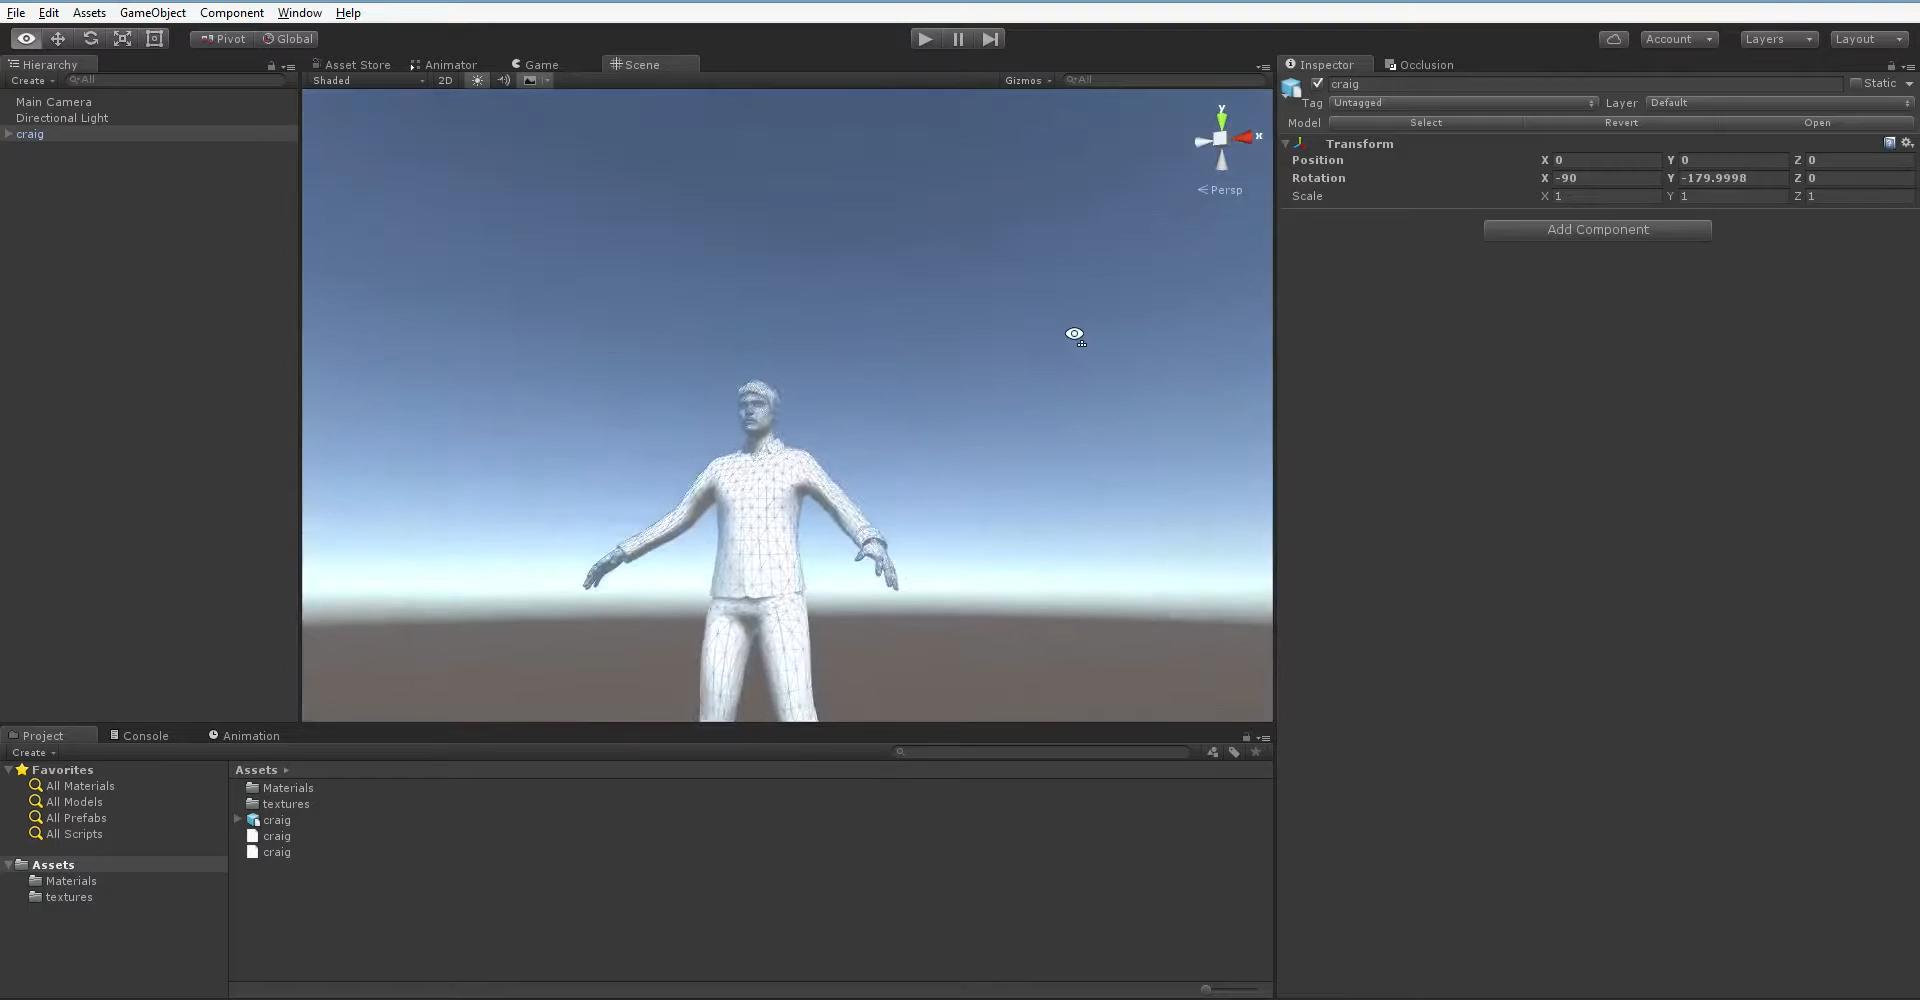 File Edit Assets GameObject Component Window Help
Pivot Global Account Layers Layout
Hierarchy Asset Store Animator Game Scene Inspector Occlusion
Create All Shaded 2D Gizmos All craig Static
Main Camera
Tag Untagged Layer Default
Directional Light
Model Select Revert Open
craig
y
x
Persp
Transform
Position X 0 Y 0 Z 0
Rotation X -90 Y -179.9998 Z 0
Scale X 1 Y 1 Z 1
Add Component
Project Console Animation
Create
Favorites
All Materials
All Models
All Prefabs
All Scripts
Assets
Materials
textures
Assets
Materials
textures
craig
craig
craig